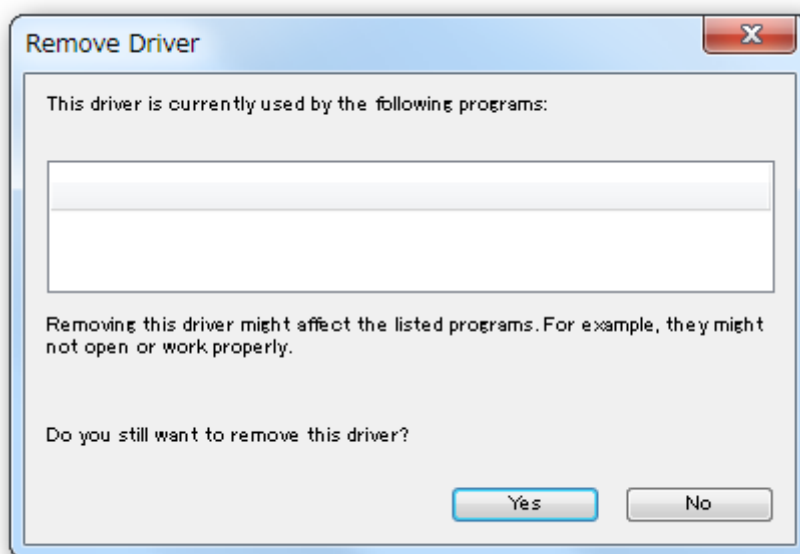 Remove Driver
This driver is currently used by the following programs:
Removing this driver might affect the listed programs. For example, they might
not open or work properly.
Do you still want to remove this driver?
Yes
No